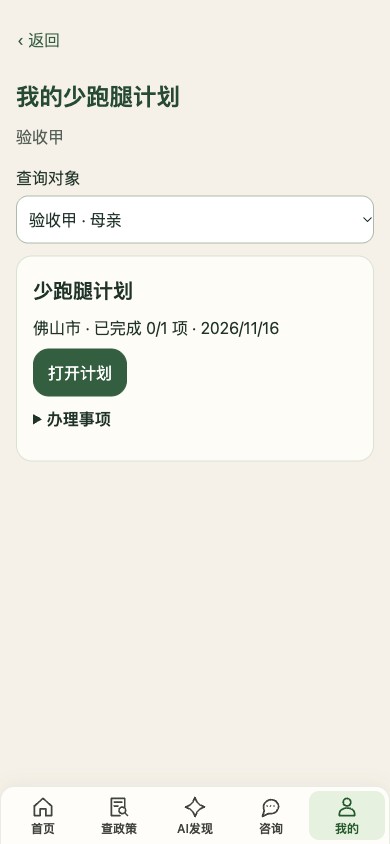 ‹ 返回
我的少跑腿计划
验收甲
查询对象
验收甲 · 母亲
少跑腿计划
佛山市 · 已完成 0/1 项 · 2026/11/16
打开计划
▶ 办理事项
首页
查政策
AI发现
咨询
我的